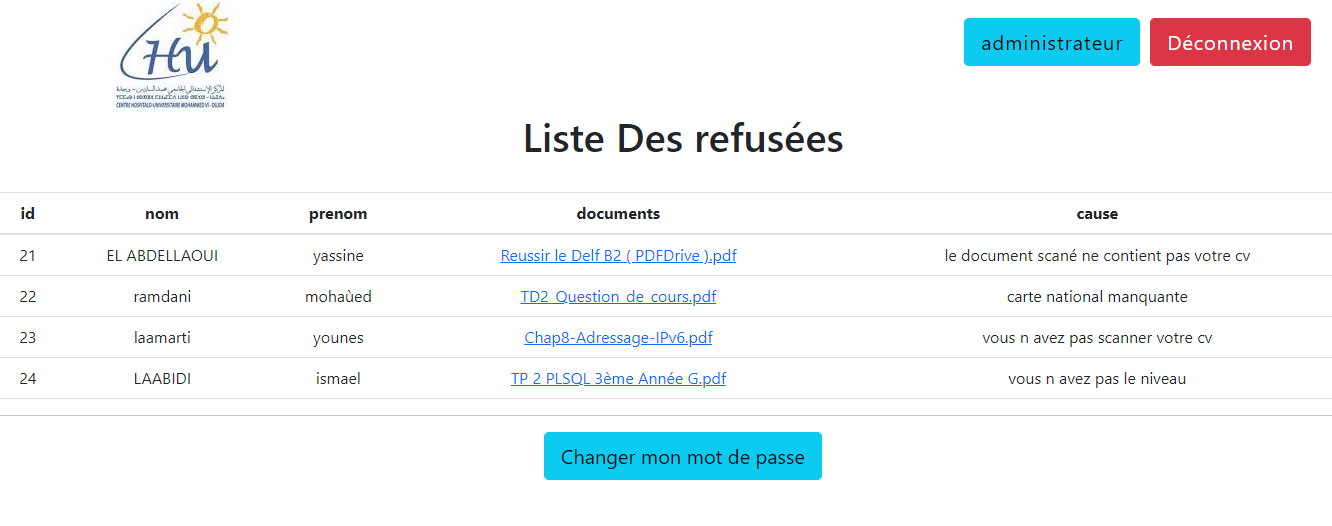 Hu
CENTRE HOSPITALO-UNIVERSITAIRE MOHAMMED VI - OUJDA
administrateur
Déconnexion
Liste Des refusées
id nom prenom documents cause
21 EL ABDELLAOUI yassine Reussir le Delf B2 ( PDFDrive ).pdf le document scané ne contient pas votre cv
22 ramdani mohaùed TD2_Question_de_cours.pdf carte national manquante
23 laamarti younes Chap8-Adressage-IPv6.pdf vous n avez pas scanner votre cv
24 LAABIDI ismael TP 2 PLSQL 3ème Année G.pdf vous n avez pas le niveau
Changer mon mot de passe